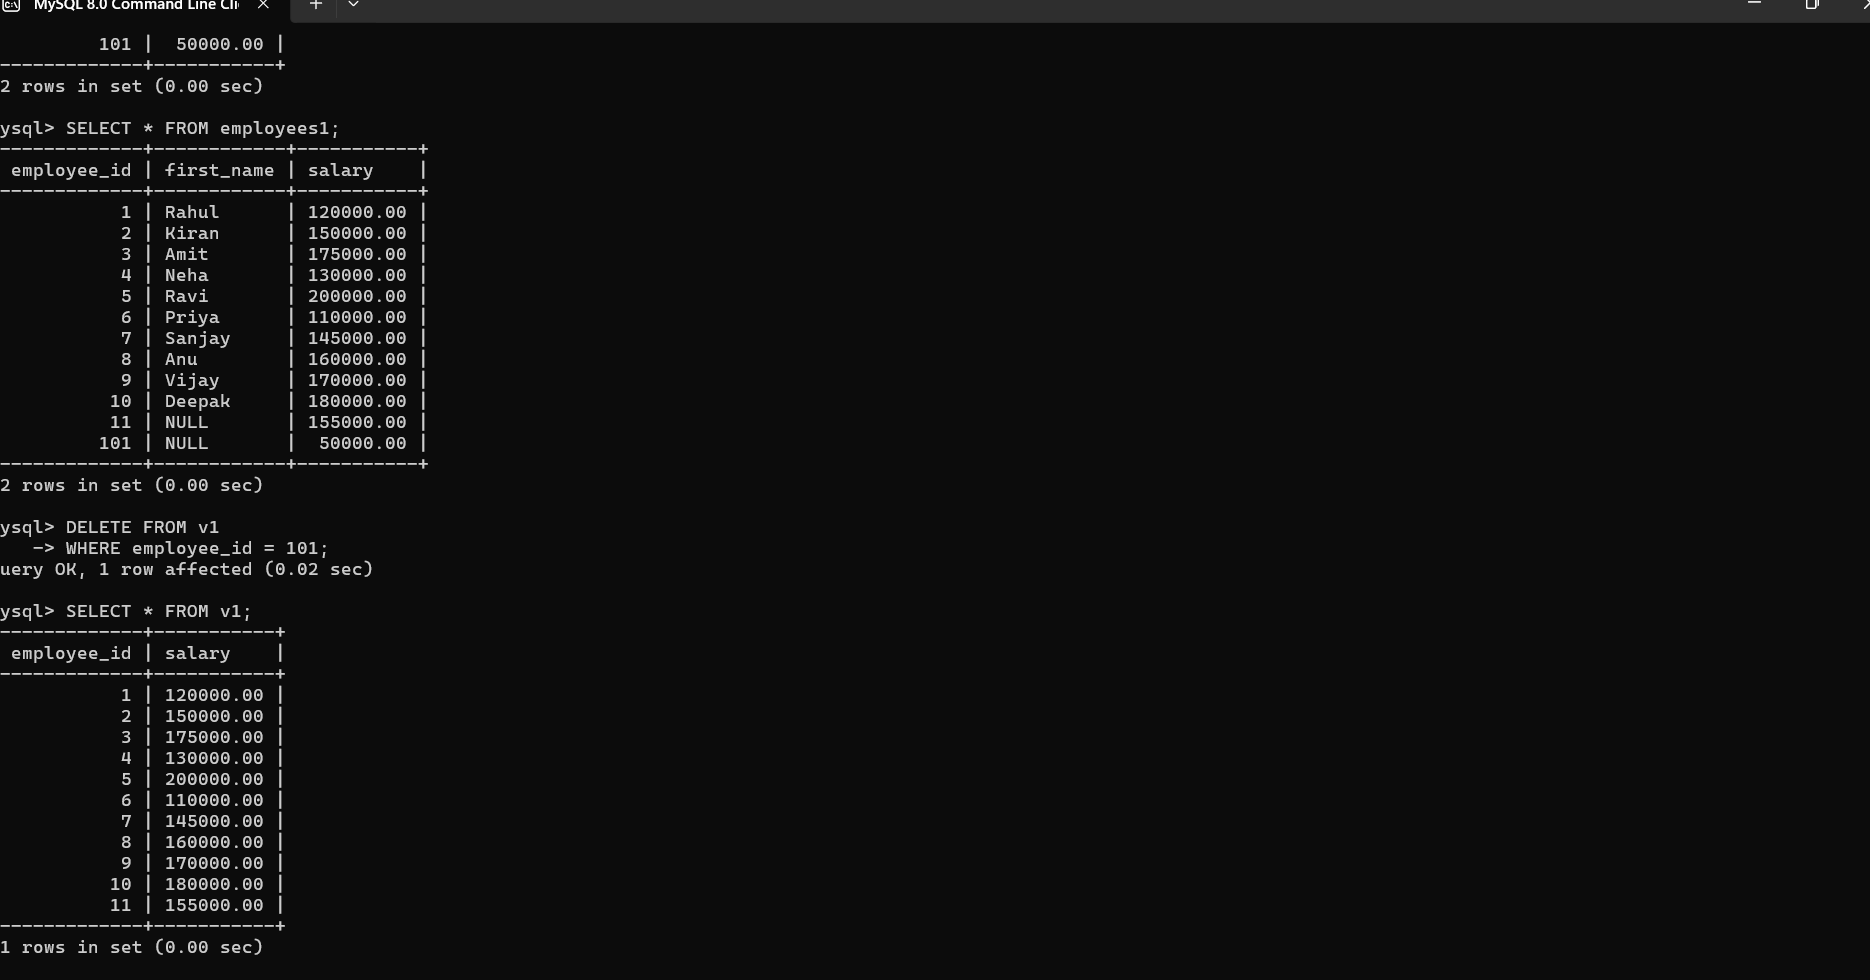 MySQL 8.0 Command Line Cli
101 | 50000.00 |
-------------+-----------+
2 rows in set (0.00 sec)
ysql> SELECT * FROM employees1;
-------------+------------+-----------+
employee_id | first_name | salary    |
-------------+------------+-----------+
1 | Rahul      | 120000.00 |
2 | Kiran      | 150000.00 |
3 | Amit       | 175000.00 |
4 | Neha       | 130000.00 |
5 | Ravi       | 200000.00 |
6 | Priya      | 110000.00 |
7 | Sanjay     | 145000.00 |
8 | Anu        | 160000.00 |
9 | Vijay      | 170000.00 |
10 | Deepak     | 180000.00 |
11 | NULL       | 155000.00 |
101 | NULL       |  50000.00 |
-------------+------------+-----------+
2 rows in set (0.00 sec)
ysql> DELETE FROM v1
-> WHERE employee_id = 101;
uery OK, 1 row affected (0.02 sec)
ysql> SELECT * FROM v1;
-------------+-----------+
employee_id | salary    |
-------------+-----------+
1 | 120000.00 |
2 | 150000.00 |
3 | 175000.00 |
4 | 130000.00 |
5 | 200000.00 |
6 | 110000.00 |
7 | 145000.00 |
8 | 160000.00 |
9 | 170000.00 |
10 | 180000.00 |
11 | 155000.00 |
-------------+-----------+
1 rows in set (0.00 sec)